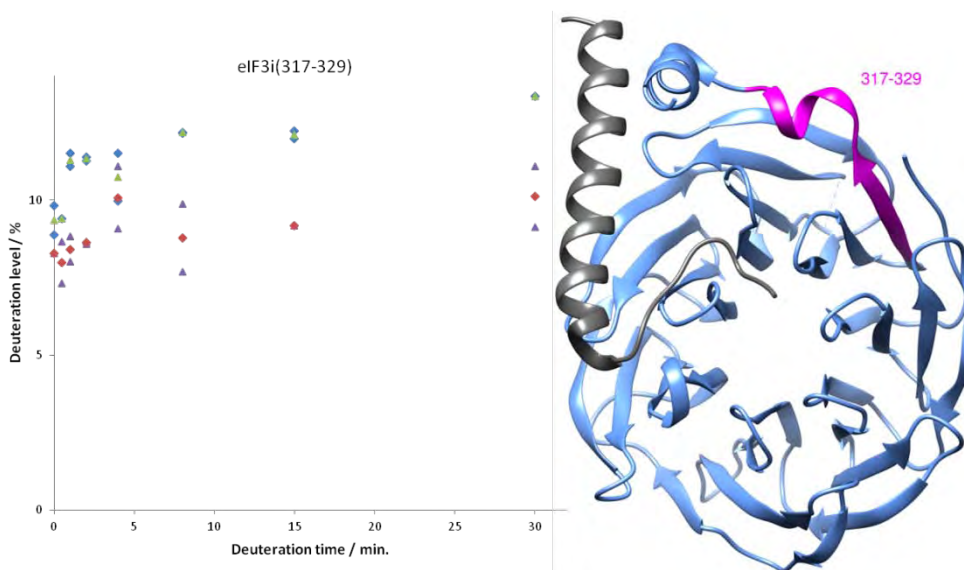 eIF3i(317-329)
317-329
Deuteration level / %
10
5
0
0 5 10 15 20 25 30
Deuteration time / min.